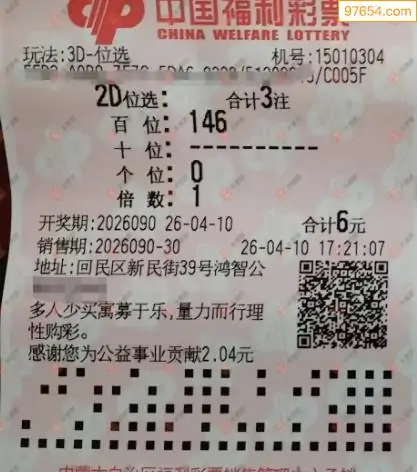 97654.com
中国福利彩票
CHINA WELFARE LOTTERY
玩法:3D-位选 机号:15010304
/C005F
2D位选: 合计3注
百位: 146
十位: -----------
个位: 0
倍数: 1
开奖期:2026090 26-04-10 合计6元
销售期:2026090-30 26-04-10 17:21:07
地址:回民区新民街39号鸿智公
多人少买寓募于乐,量力而行理
性购彩。
感谢您为公益事业贡献2.04元